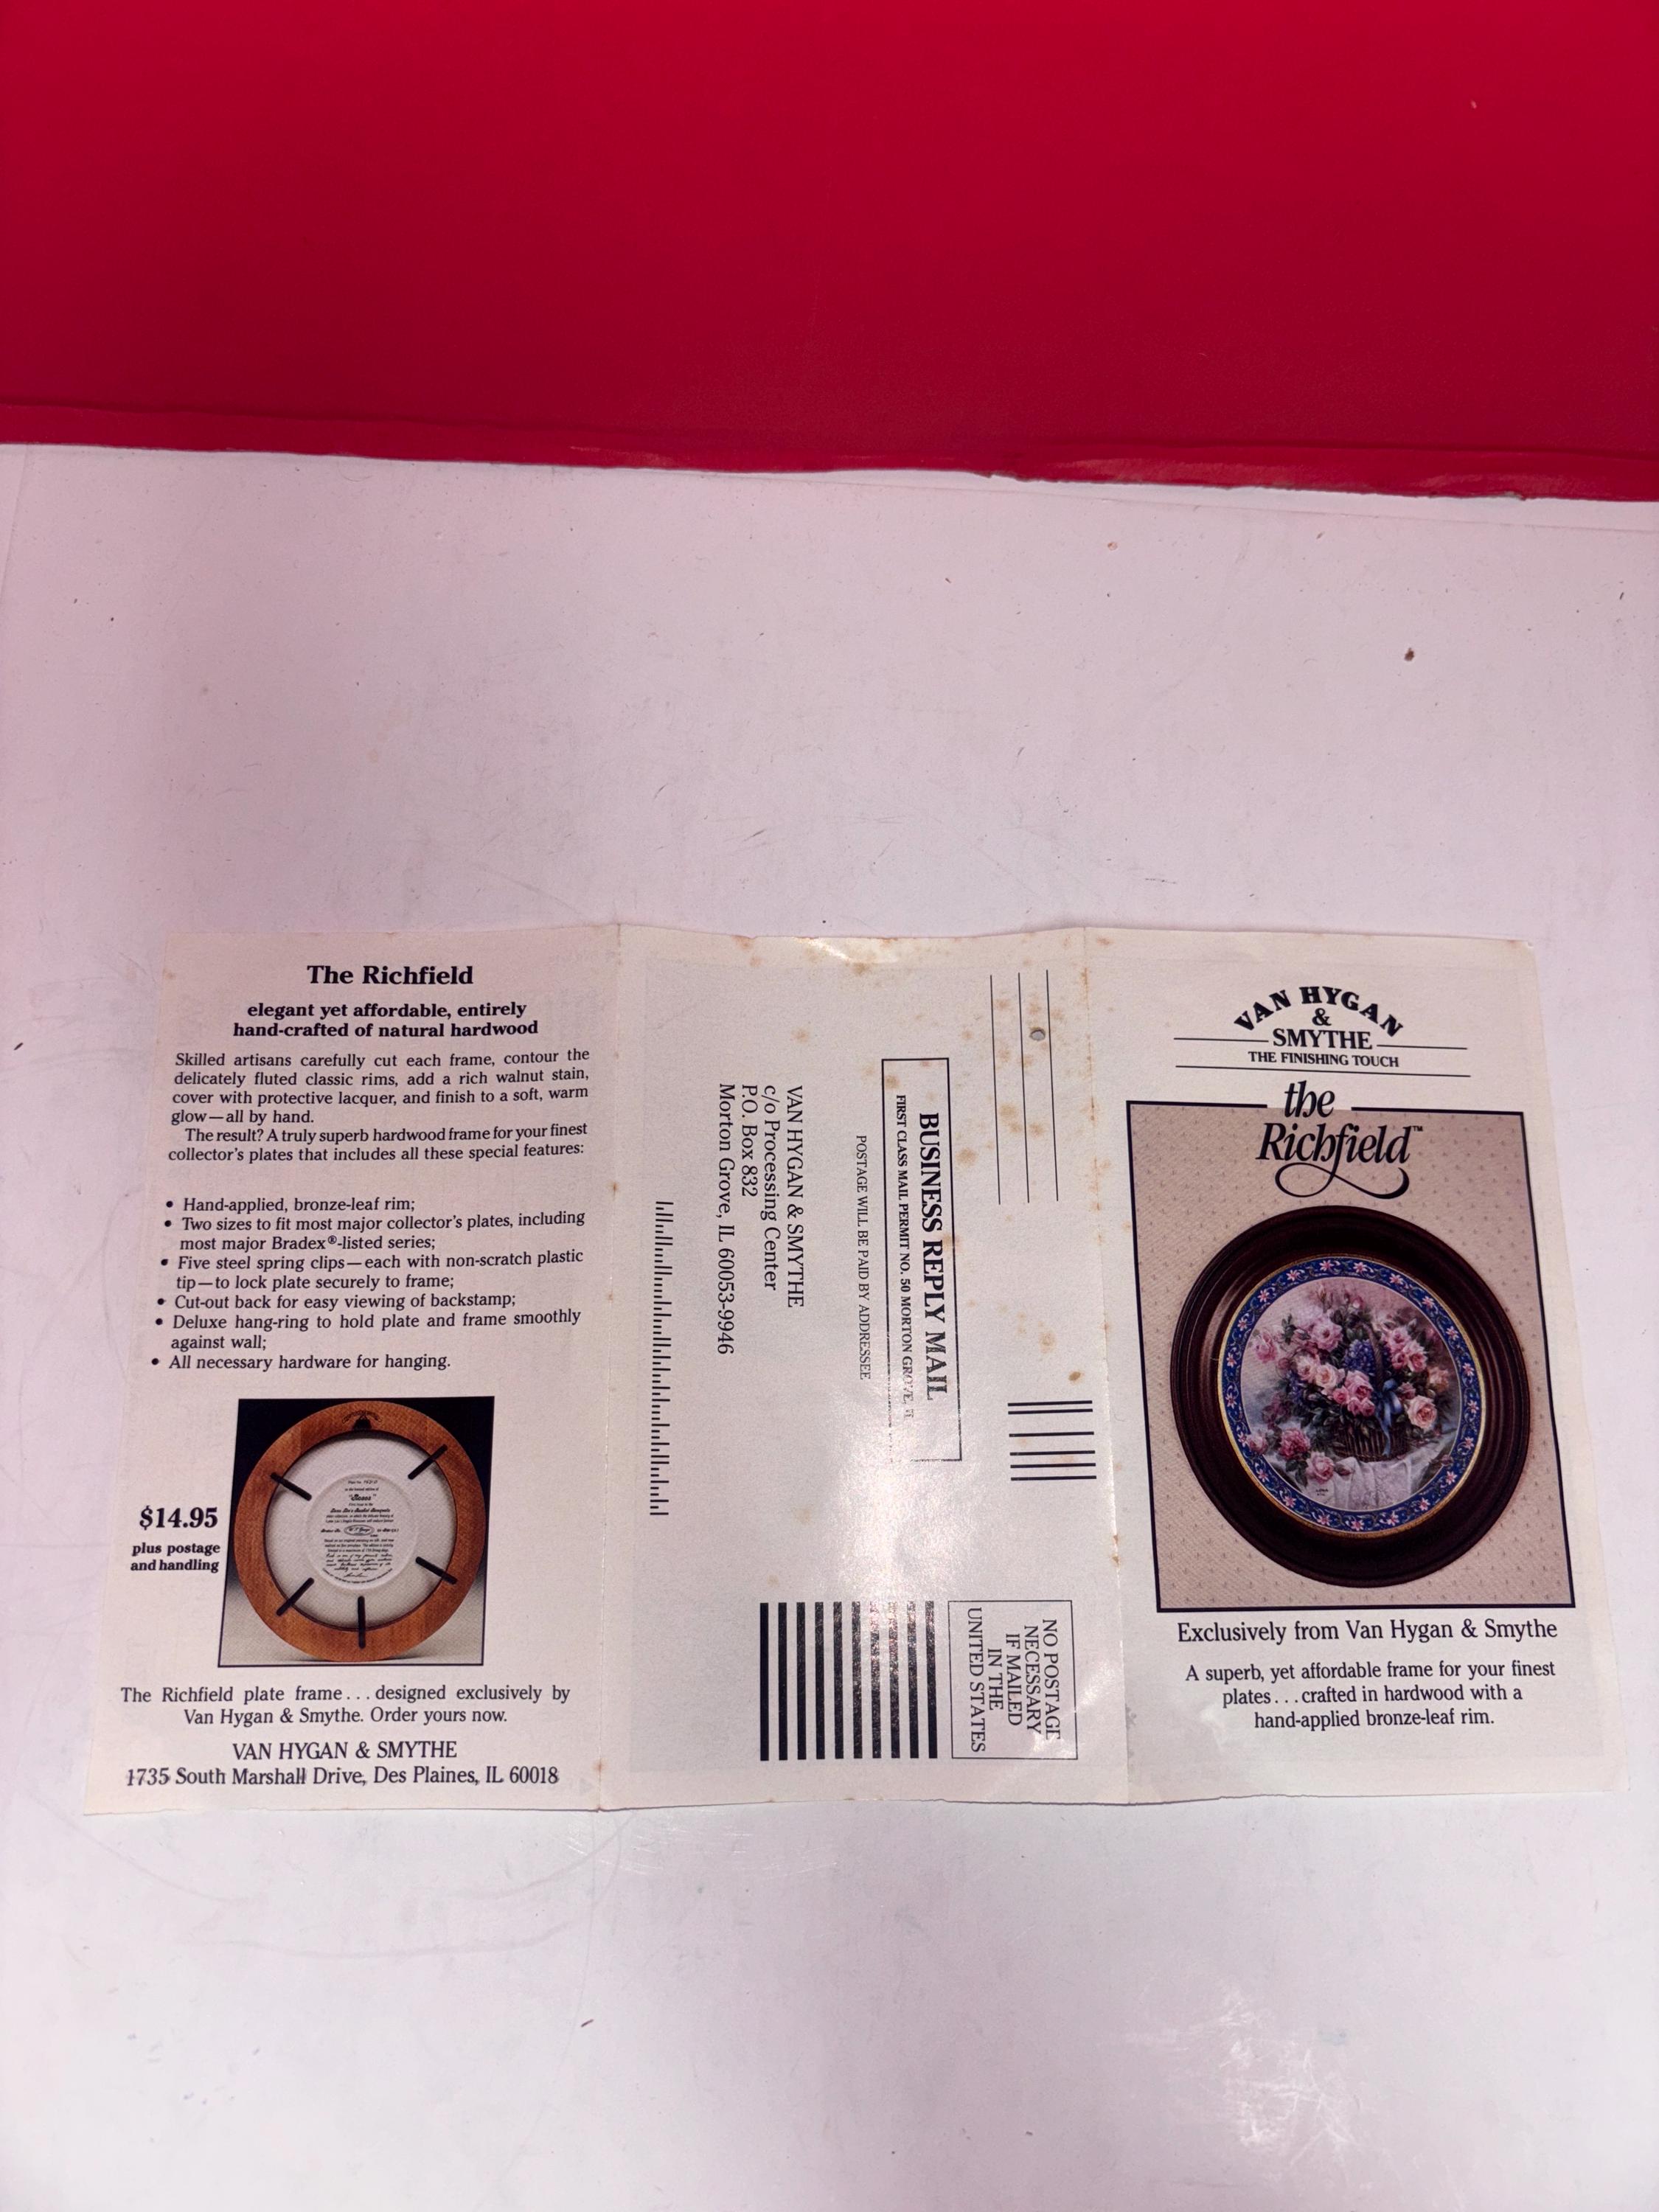 The Richfield
elegant yet affordable, entirely
hand-crafted of natural hardwood
Skilled artisans carefully cut each frame, contour the
delicately fluted classic rims, add a rich walnut stain,
cover with protective lacquer, and finish to a soft, warm
glow—all by hand.
The result? A truly superb hardwood frame for your finest
collector's plates that includes all these special features:
• Hand-applied, bronze-leaf rim;
• Two sizes to fit most major collector's plates, including
most major Bradex®-listed series;
• Five steel spring clips—each with non-scratch plastic
tip—to lock plate securely to frame;
• Cut-out back for easy viewing of backstamp;
• Deluxe hang-ring to hold plate and frame smoothly
against wall;
• All necessary hardware for hanging.
$14.95
plus postage
and handling
"Roses"
The Richfield plate frame...designed exclusively by
Van Hygan & Smythe. Order yours now.
VAN HYGAN & SMYTHE
1735 South Marshall Drive, Des Plaines, IL 60018
NO POSTAGE
NECESSARY
IF MAILED
IN THE
UNITED STATES
BUSINESS REPLY MAIL
FIRST CLASS MAIL PERMIT NO. 50 MORTON GROVE,
POSTAGE WILL BE PAID BY ADDRESSEE
VAN HYGAN & SMYTHE
c/o Processing Center
P.O. Box 832
Morton Grove, IL 60053-9946
VAN HYGAN
&
SMYTHE
THE FINISHING TOUCH
the
Richfield™
Exclusively from Van Hygan & Smythe
A superb, yet affordable frame for your finest
plates...crafted in hardwood with a
hand-applied bronze-leaf rim.